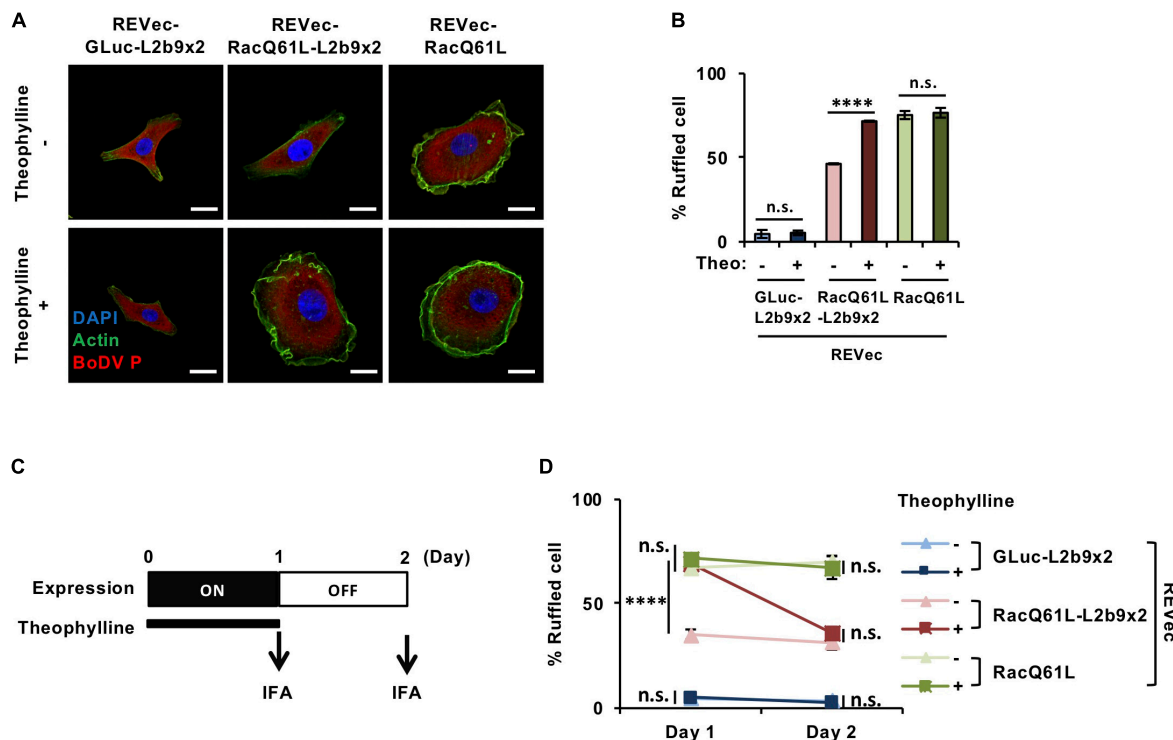 A
REVec-
GLuc-L2b9x2
REVec-
RacQ61L-L2b9x2
REVec-
RacQ61L
Theophylline
-
Theophylline
+
DAPI
Actin
BoDV P
B
% Ruffled cell
100
50
0
n.s.
****
n.s.
Theo: - + - + - +
GLuc-
L2b9x2
RacQ61L
-L2b9x2
RacQ61L
REVec
C
0 1 2 (Day)
Expression ON OFF
Theophylline
IFA IFA
D
% Ruffled cell
100
50
0
n.s.
****
n.s.
n.s.
n.s.
n.s.
Day 1 Day 2
Theophylline
-
+
GLuc-L2b9x2
-
+
RacQ61L-L2b9x2
-
+
RacQ61L
REVec